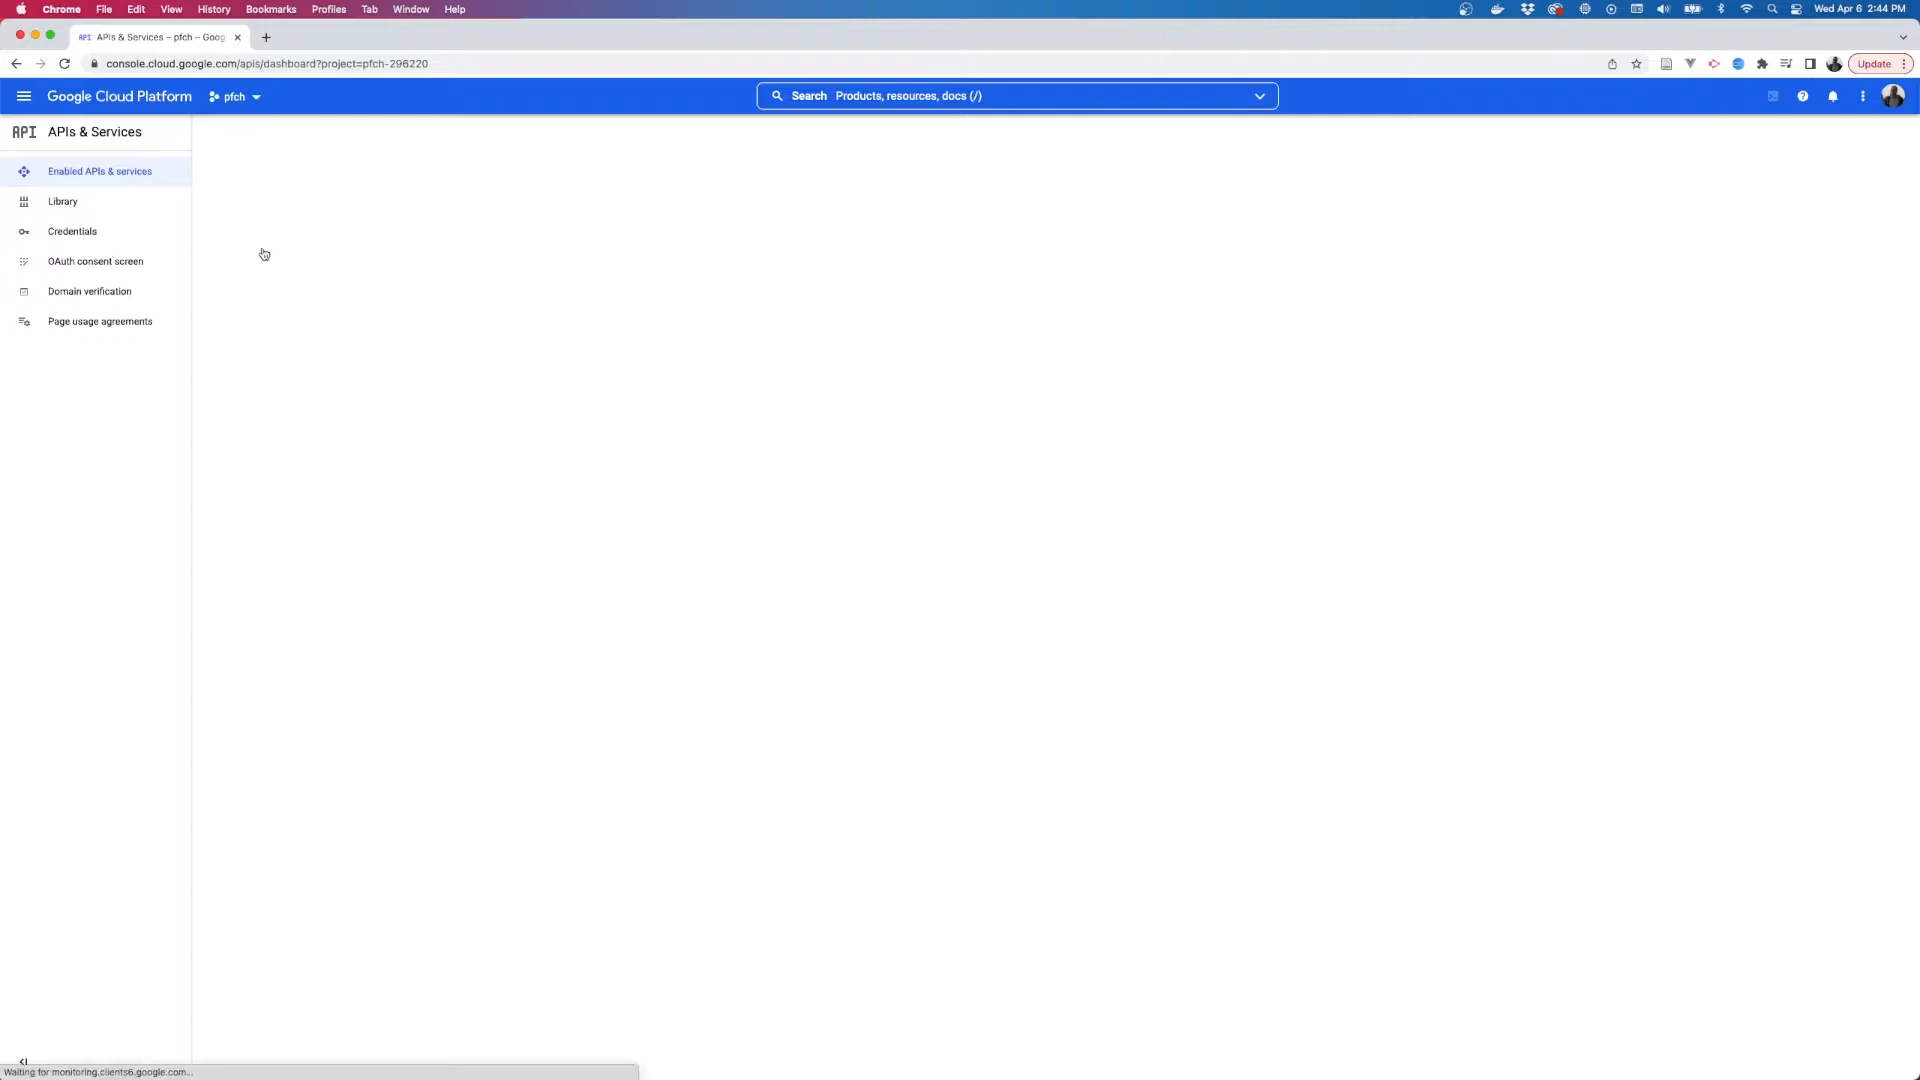 Chrome File Edit View History Bookmarks Profiles Tab Window Help Wed Apr 6 2:44 PM
API APIs & Services – pfch – Goog
console.cloud.google.com/apis/dashboard?project=pfch-296220 Update
Google Cloud Platform pfch Search Products, resources, docs (/)
API APIs & Services
Enabled APIs & services
Library
Credentials
OAuth consent screen
Domain verification
Page usage agreements
Waiting for monitoring.clients6.google.com...